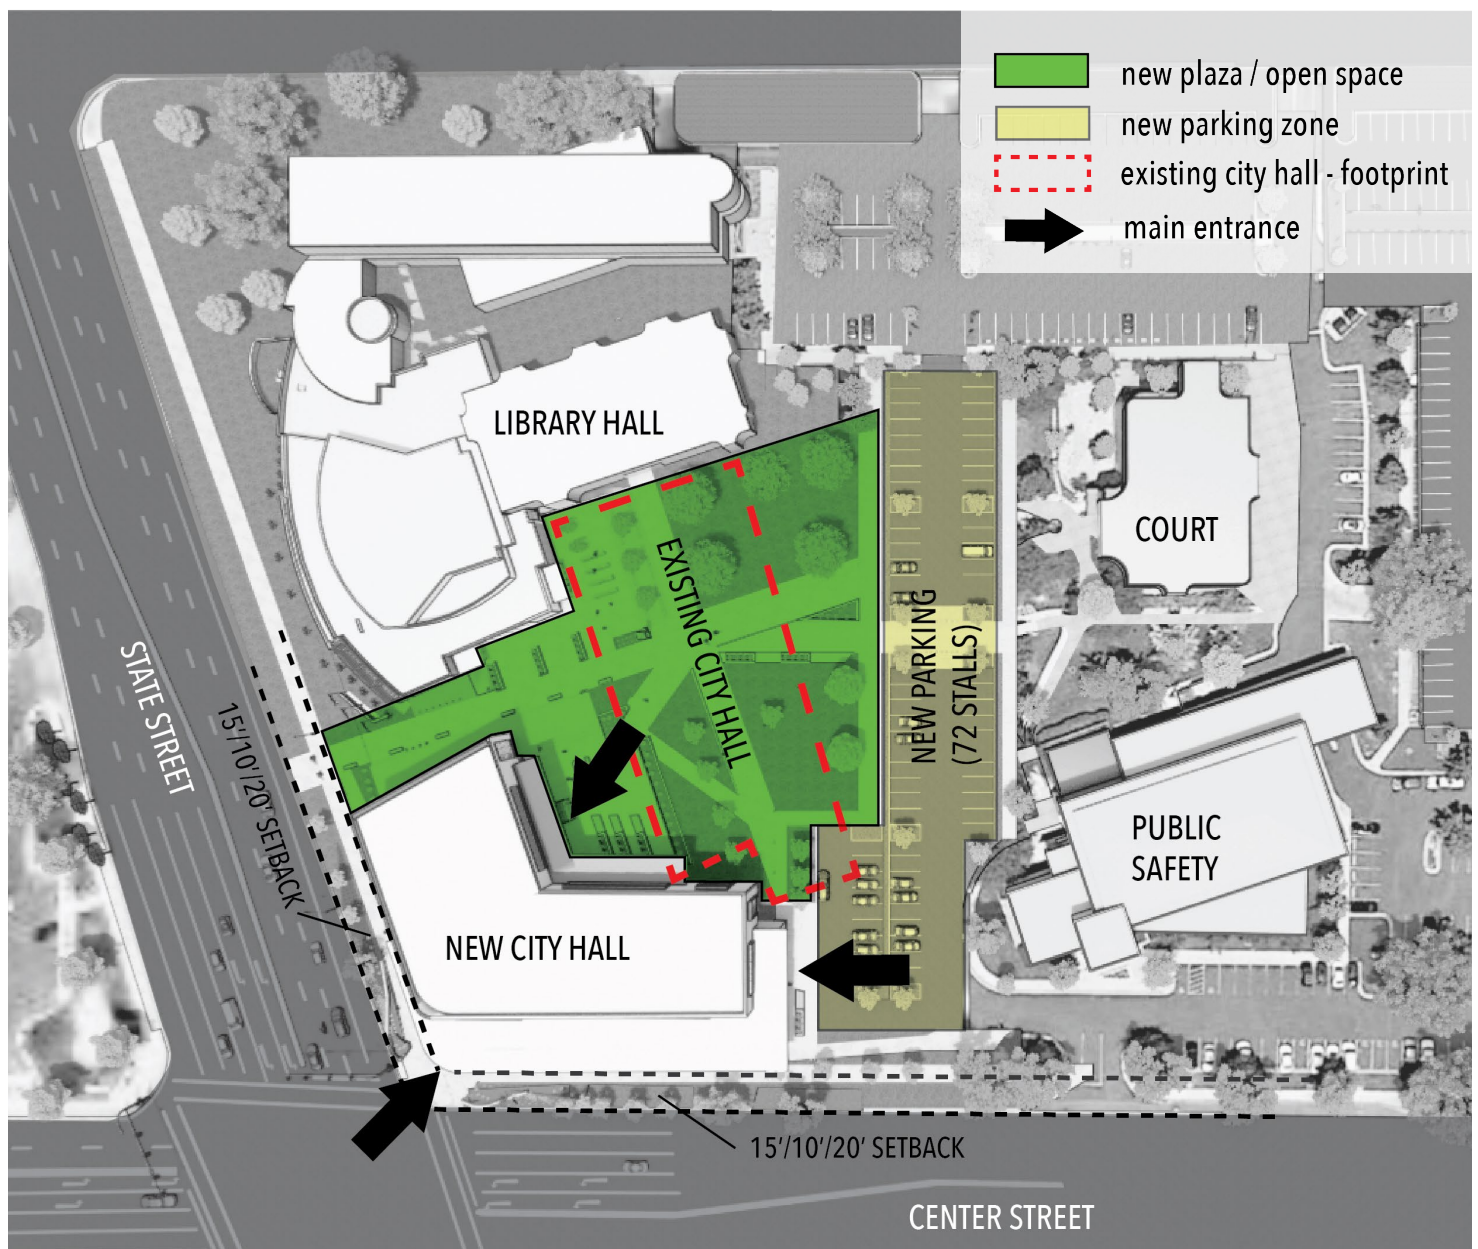 new plaza / open space
new parking zone
existing city hall - footprint
main entrance
LIBRARY HALL
COURT
EXISTING CITY HALL
NEW PARKING
(72 STALLS)
STATE STREET
15'/10'/20' SETBACK
PUBLIC
SAFETY
NEW CITY HALL
15'/10'/20' SETBACK
CENTER STREET